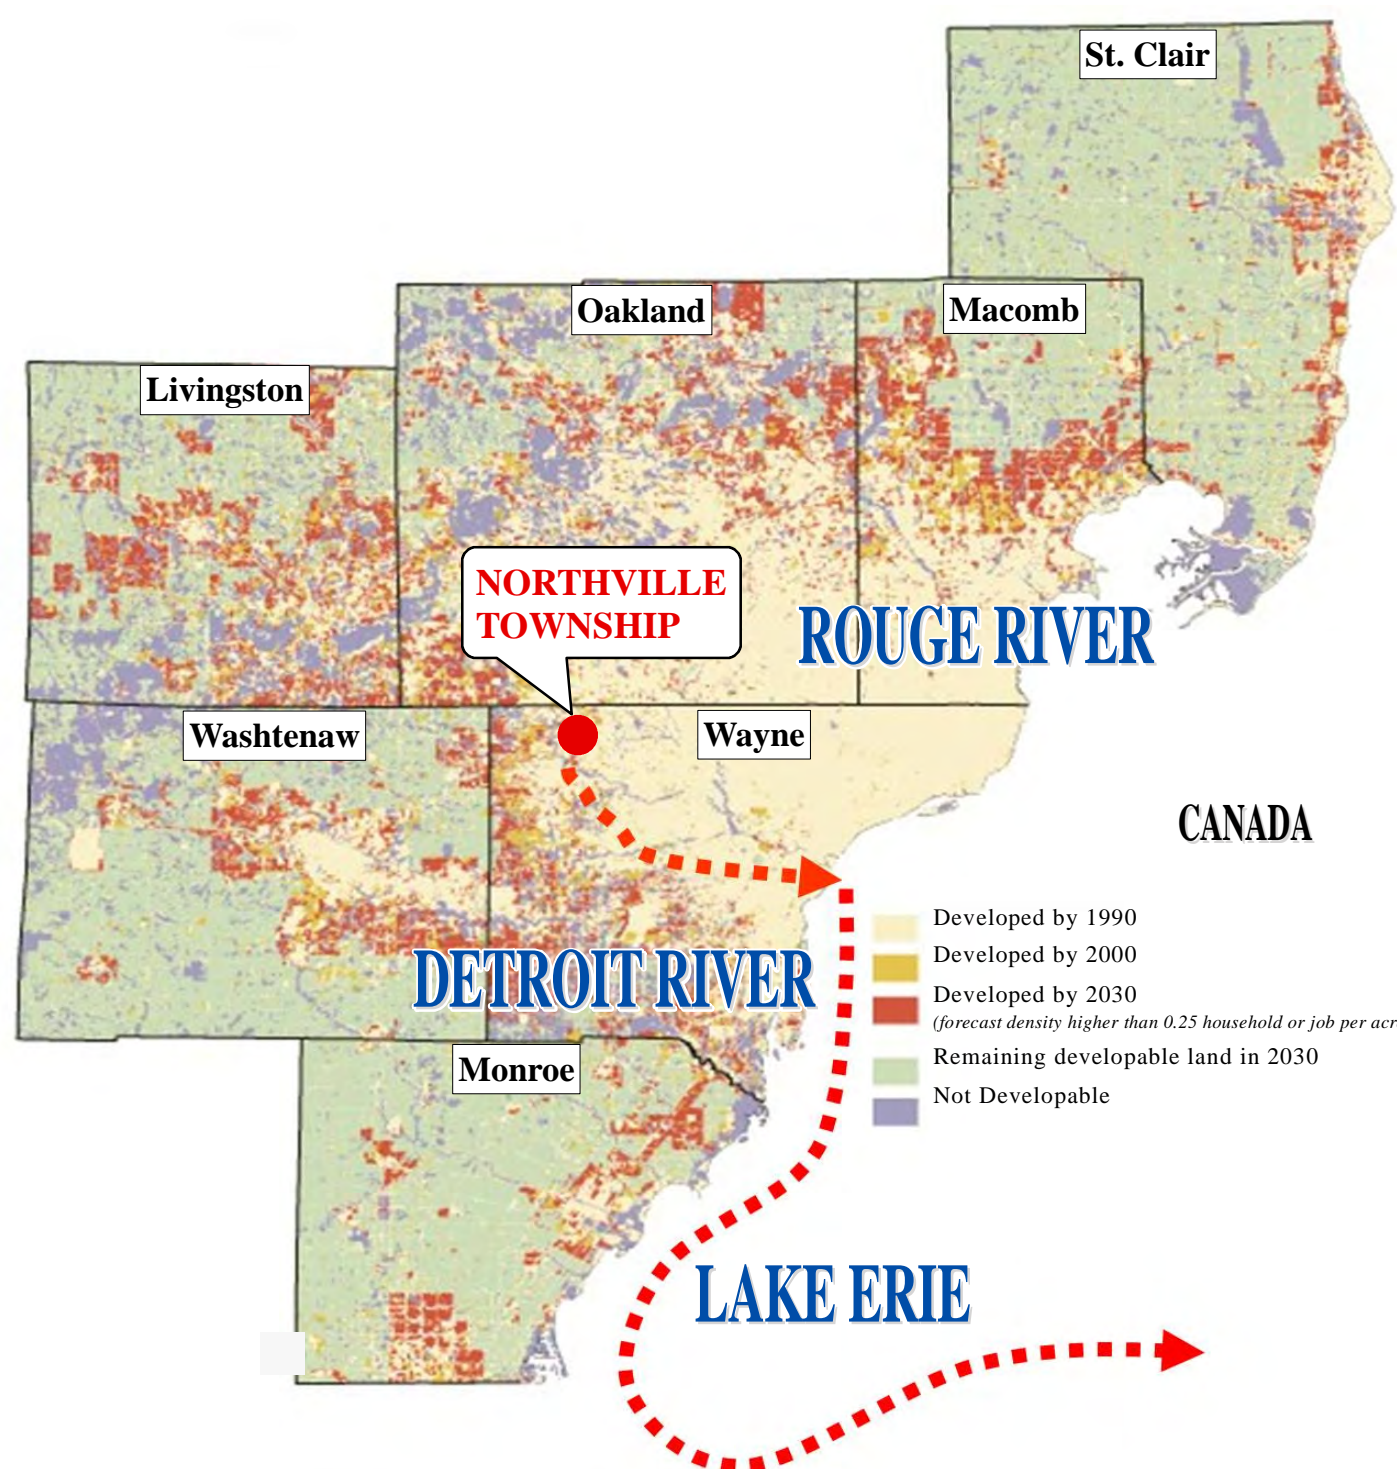 St. Clair
Oakland
Macomb
Livingston
NORTHVILLE
TOWNSHIP
ROUGE RIVER
Washtenaw
Wayne
CANADA
Developed by 1990
Developed by 2000
Developed by 2030
(forecast density higher than 0.25 household or job per acr
Remaining developable land in 2030
Not Developable
DETROIT RIVER
Monroe
LAKE ERIE